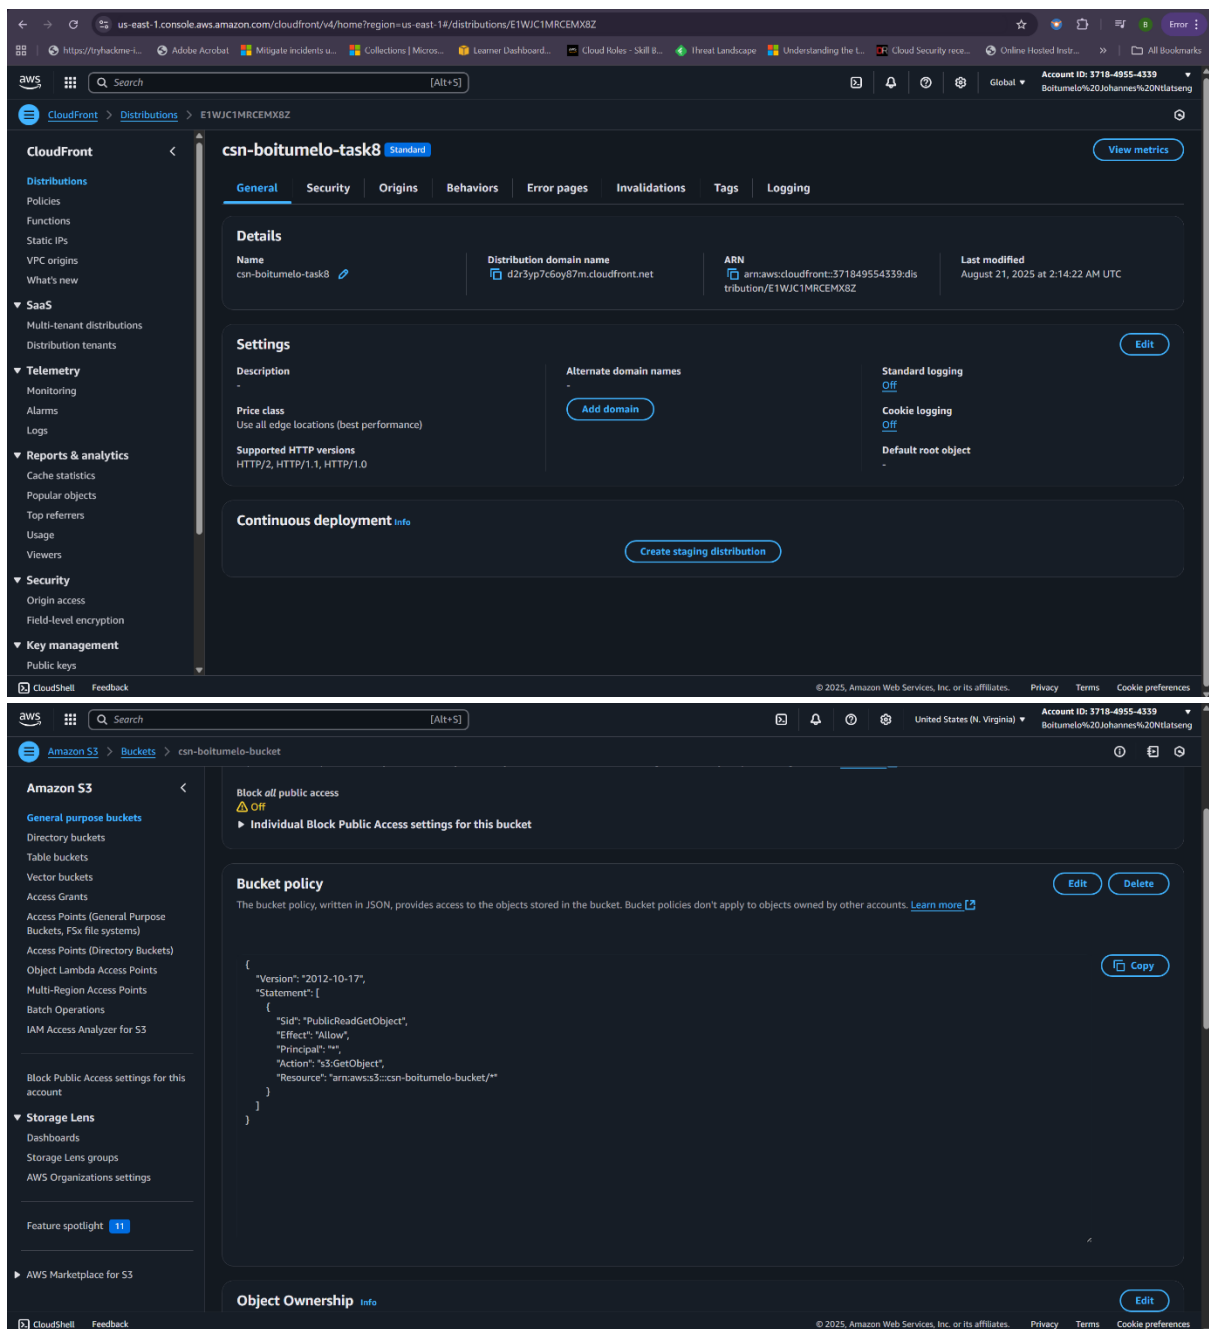 us-east-1.console.aws.amazon.com/cloudfront/v4/home?region=us-east-1#/distributions/E1WJC1MRCEMX8Z
Error
https://tryhackme-i... Adobe Acrobat Mitigate incidents u... Collections | Micros... Learner Dashboard... Cloud Roles - Skill B... Threat Landscape Understanding the t... Cloud Security rece... Online Hosted Instr... » All Bookmarks
aws Search [Alt+S] Global Account ID: 3718-4955-4339
Boitumelo%20Johannes%20Ntlatseng
CloudFront > Distributions > E1WJC1MRCEMX8Z
CloudFront
Distributions
Policies
Functions
Static IPs
VPC origins
What's new
SaaS
Multi-tenant distributions
Distribution tenants
Telemetry
Monitoring
Alarms
Logs
Reports & analytics
Cache statistics
Popular objects
Top referrers
Usage
Viewers
Security
Origin access
Field-level encryption
Key management
Public keys
csn-boitumelo-task8 Standard
View metrics
General Security Origins Behaviors Error pages Invalidations Tags Logging
Details
Name
csn-boitumelo-task8
Distribution domain name
d2r3yp7c6oy87m.cloudfront.net
ARN
arn:aws:cloudfront::371849554339:dis
tribution/E1WJC1MRCEMX8Z
Last modified
August 21, 2025 at 2:14:22 AM UTC
Settings
Edit
Description
-
Price class
Use all edge locations (best performance)
Supported HTTP versions
HTTP/2, HTTP/1.1, HTTP/1.0
Alternate domain names
-
Add domain
Standard logging
Off
Cookie logging
Off
Default root object
-
Continuous deployment Info
Create staging distribution
CloudShell Feedback © 2025, Amazon Web Services, Inc. or its affiliates. Privacy Terms Cookie preferences
aws Search [Alt+S] United States (N. Virginia) Account ID: 3718-4955-4339
Boitumelo%20Johannes%20Ntlatseng
Amazon S3 > Buckets > csn-boitumelo-bucket
Amazon S3
General purpose buckets
Directory buckets
Table buckets
Vector buckets
Access Grants
Access Points (General Purpose
Buckets, FSx file systems)
Access Points (Directory Buckets)
Object Lambda Access Points
Multi-Region Access Points
Batch Operations
IAM Access Analyzer for S3
Block Public Access settings for this
account
Storage Lens
Dashboards
Storage Lens groups
AWS Organizations settings
Feature spotlight 11
AWS Marketplace for S3
Block all public access
Off
Individual Block Public Access settings for this bucket
Bucket policy
Edit Delete
The bucket policy, written in JSON, provides access to the objects stored in the bucket. Bucket policies don't apply to objects owned by other accounts. Learn more
Copy
{
"Version": "2012-10-17",
"Statement": [
{
"Sid": "PublicReadGetObject",
"Effect": "Allow",
"Principal": "*",
"Action": "s3:GetObject",
"Resource": "arn:aws:s3:::csn-boitumelo-bucket/*"
}
]
}
Object Ownership Info
Edit
CloudShell Feedback © 2025, Amazon Web Services, Inc. or its affiliates. Privacy Terms Cookie preferences